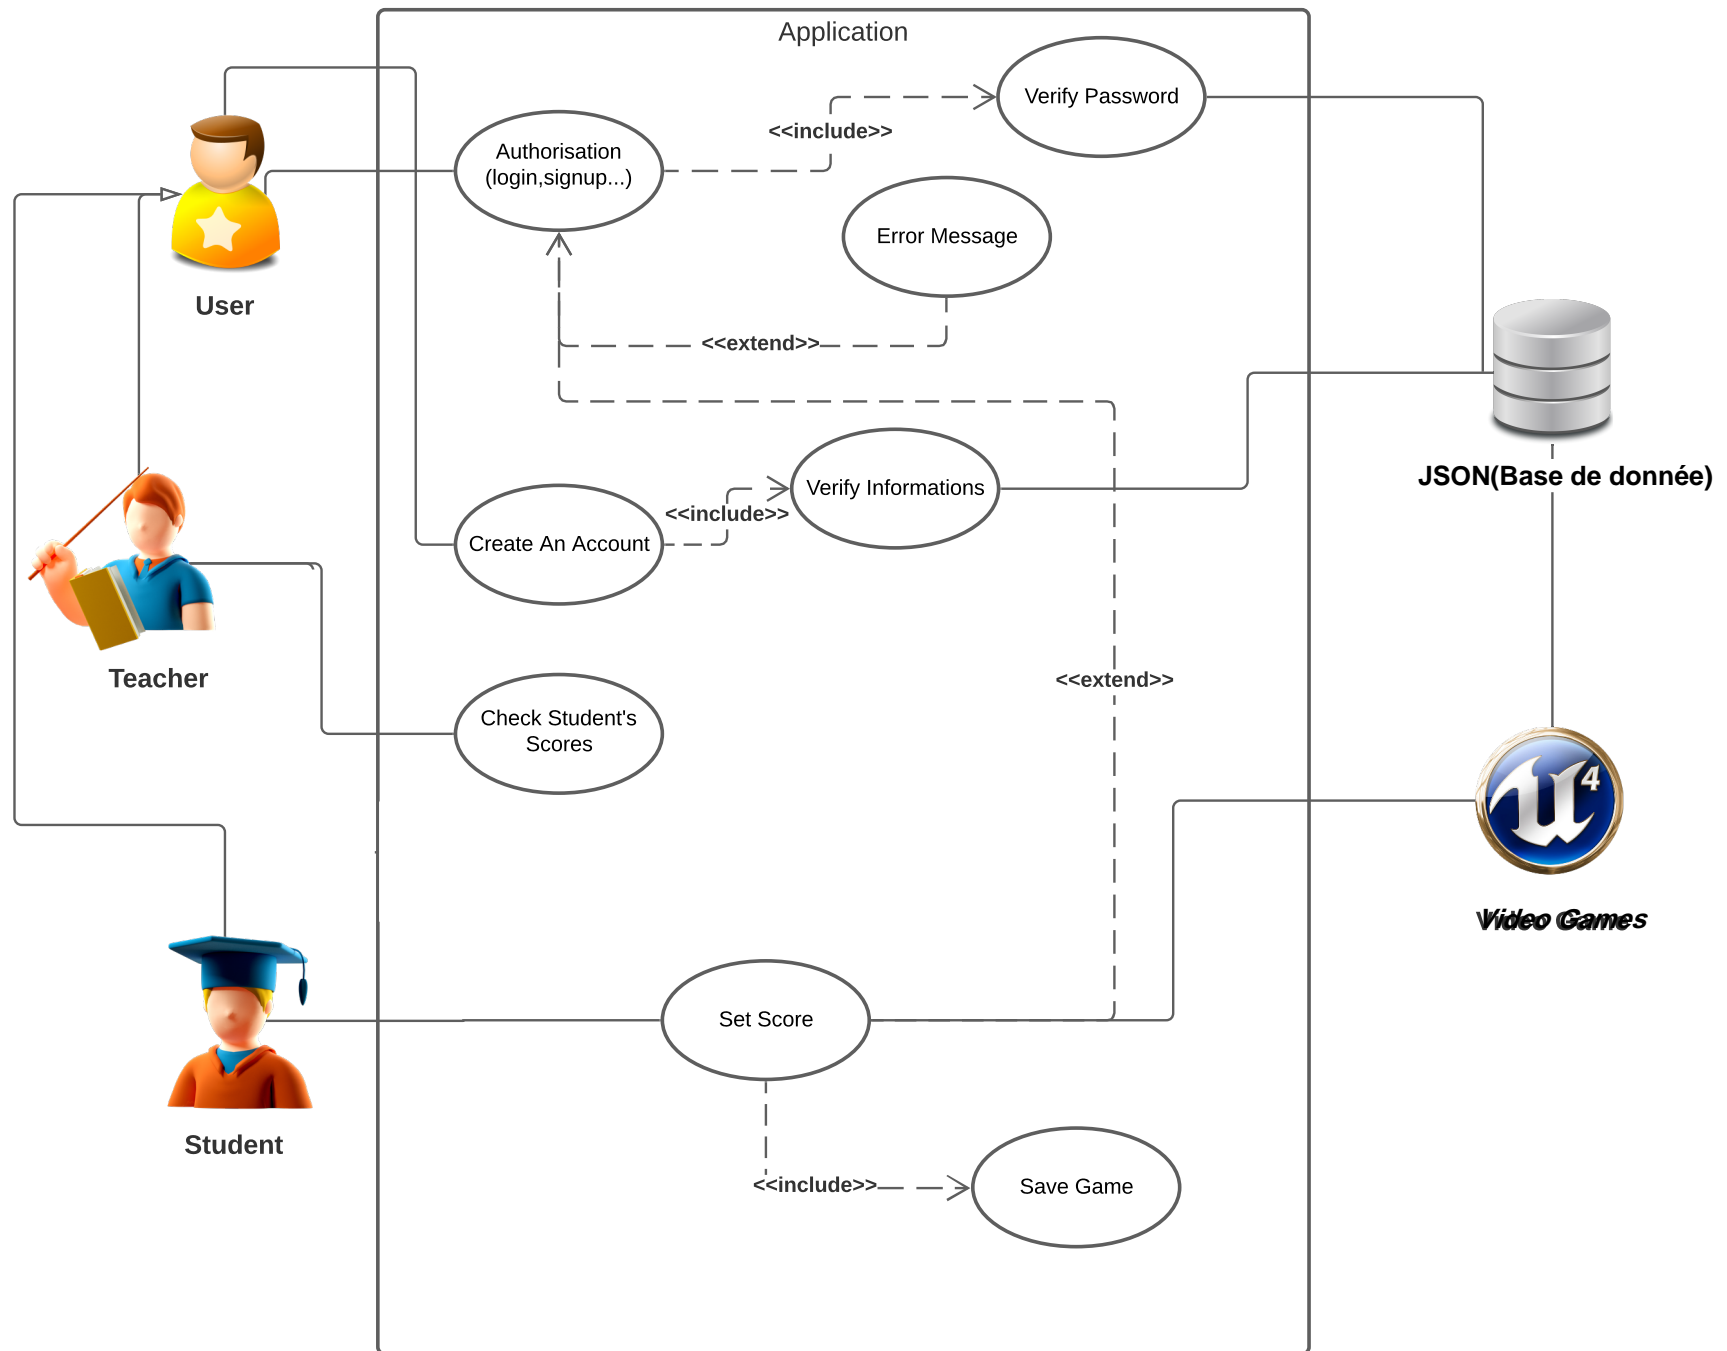 Application
Verify Password
<<include>>
Authorisation
(login,signup...)
Error Message
User
<<extend>>
JSON(Base de donnée)
Verify Informations
<<include>>
Create An Account
Teacher
<<extend>>
Check Student's
Scores
4
Video Games
Set Score
Student
<<include>>
Save Game